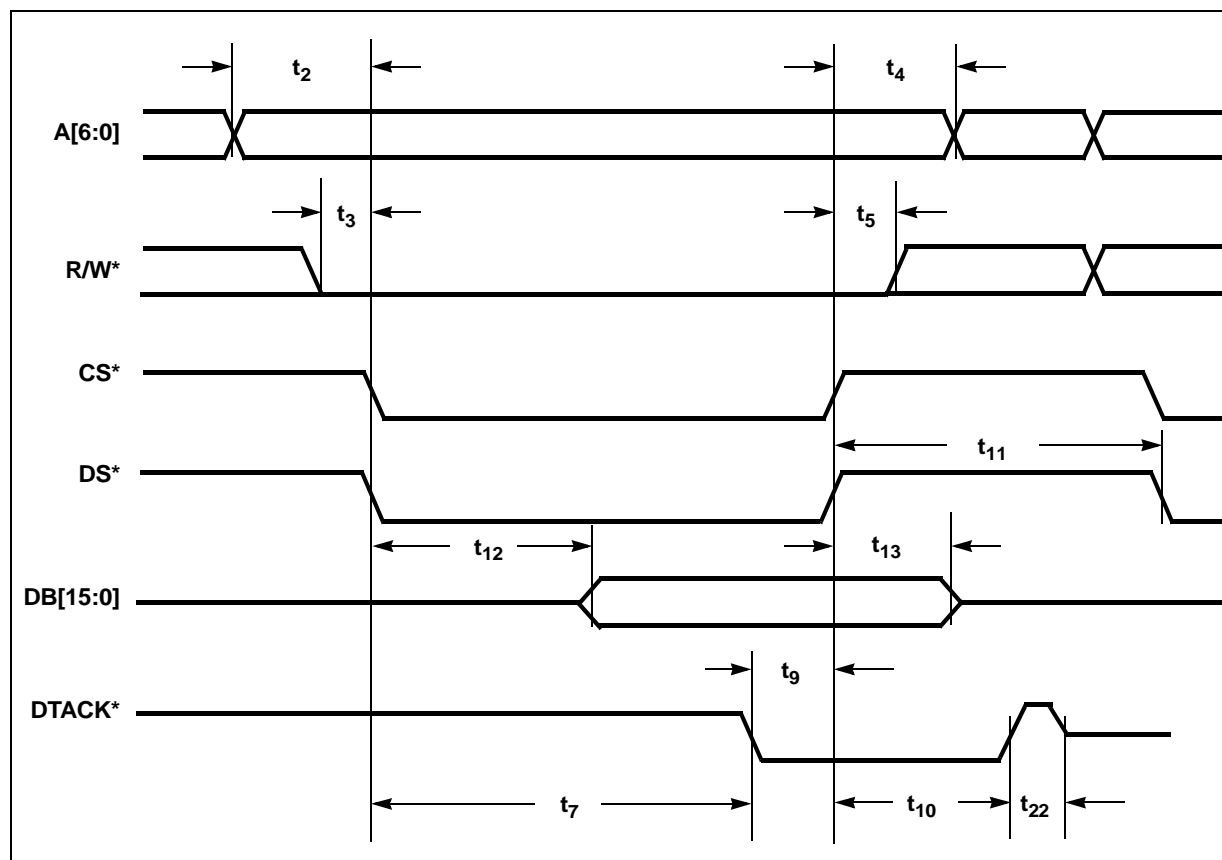 t2
t4
A[6:0]
t3
t5
R/W*
CS*
t11
DS*
t12
t13
DB[15:0]
t9
DTACK*
t7
t10
t22